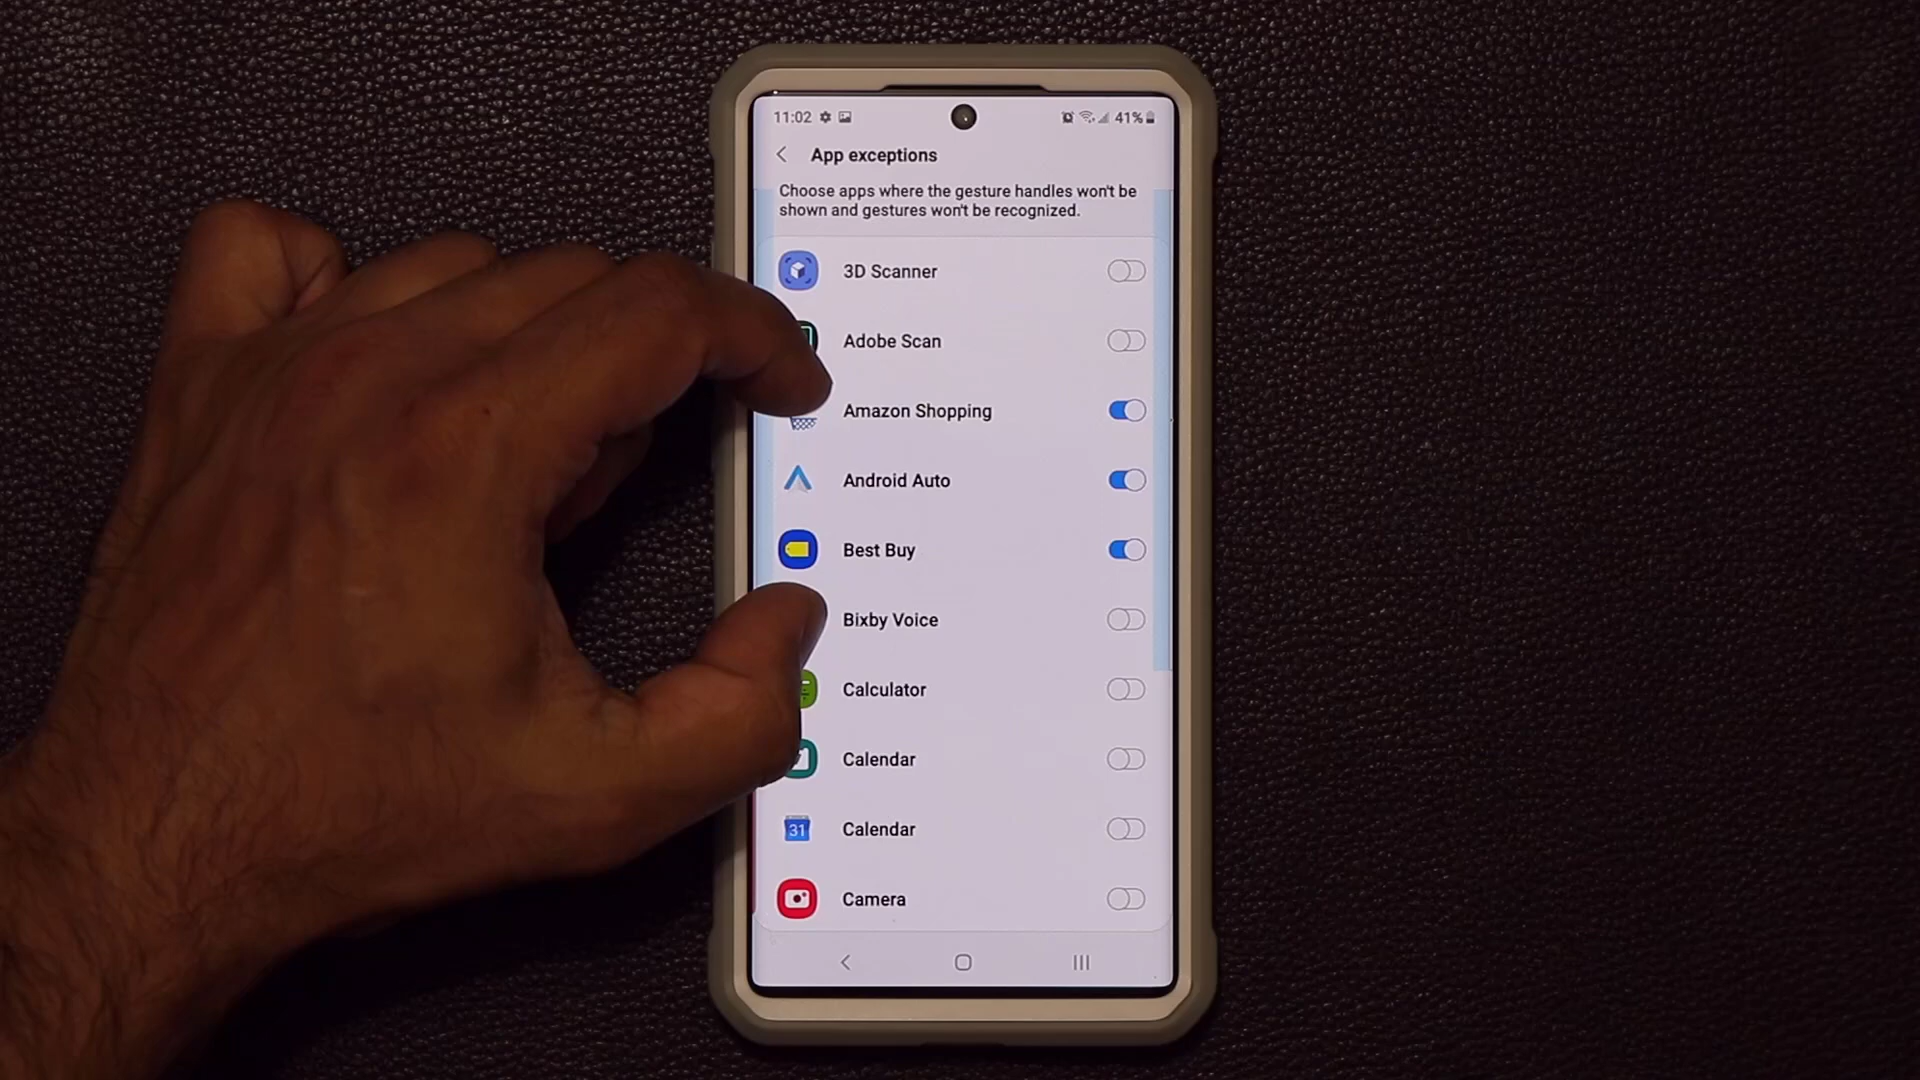 11:02 41%
App exceptions
Choose apps where the gesture handles won't be
shown and gestures won't be recognized.
3D Scanner
Adobe Scan
Amazon Shopping
Android Auto
Best Buy
Bixby Voice
Calculator
Calendar
31 Calendar
Camera